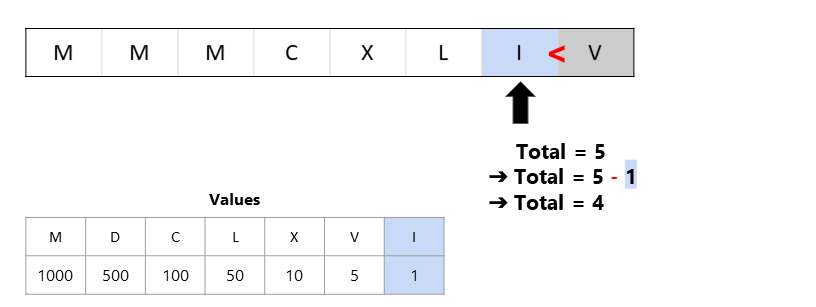 M M M C X L I < V
Total = 5
➔ Total = 5 - 1
➔ Total = 4
Values
M D C L X V I
1000 500 100 50 10 5 1